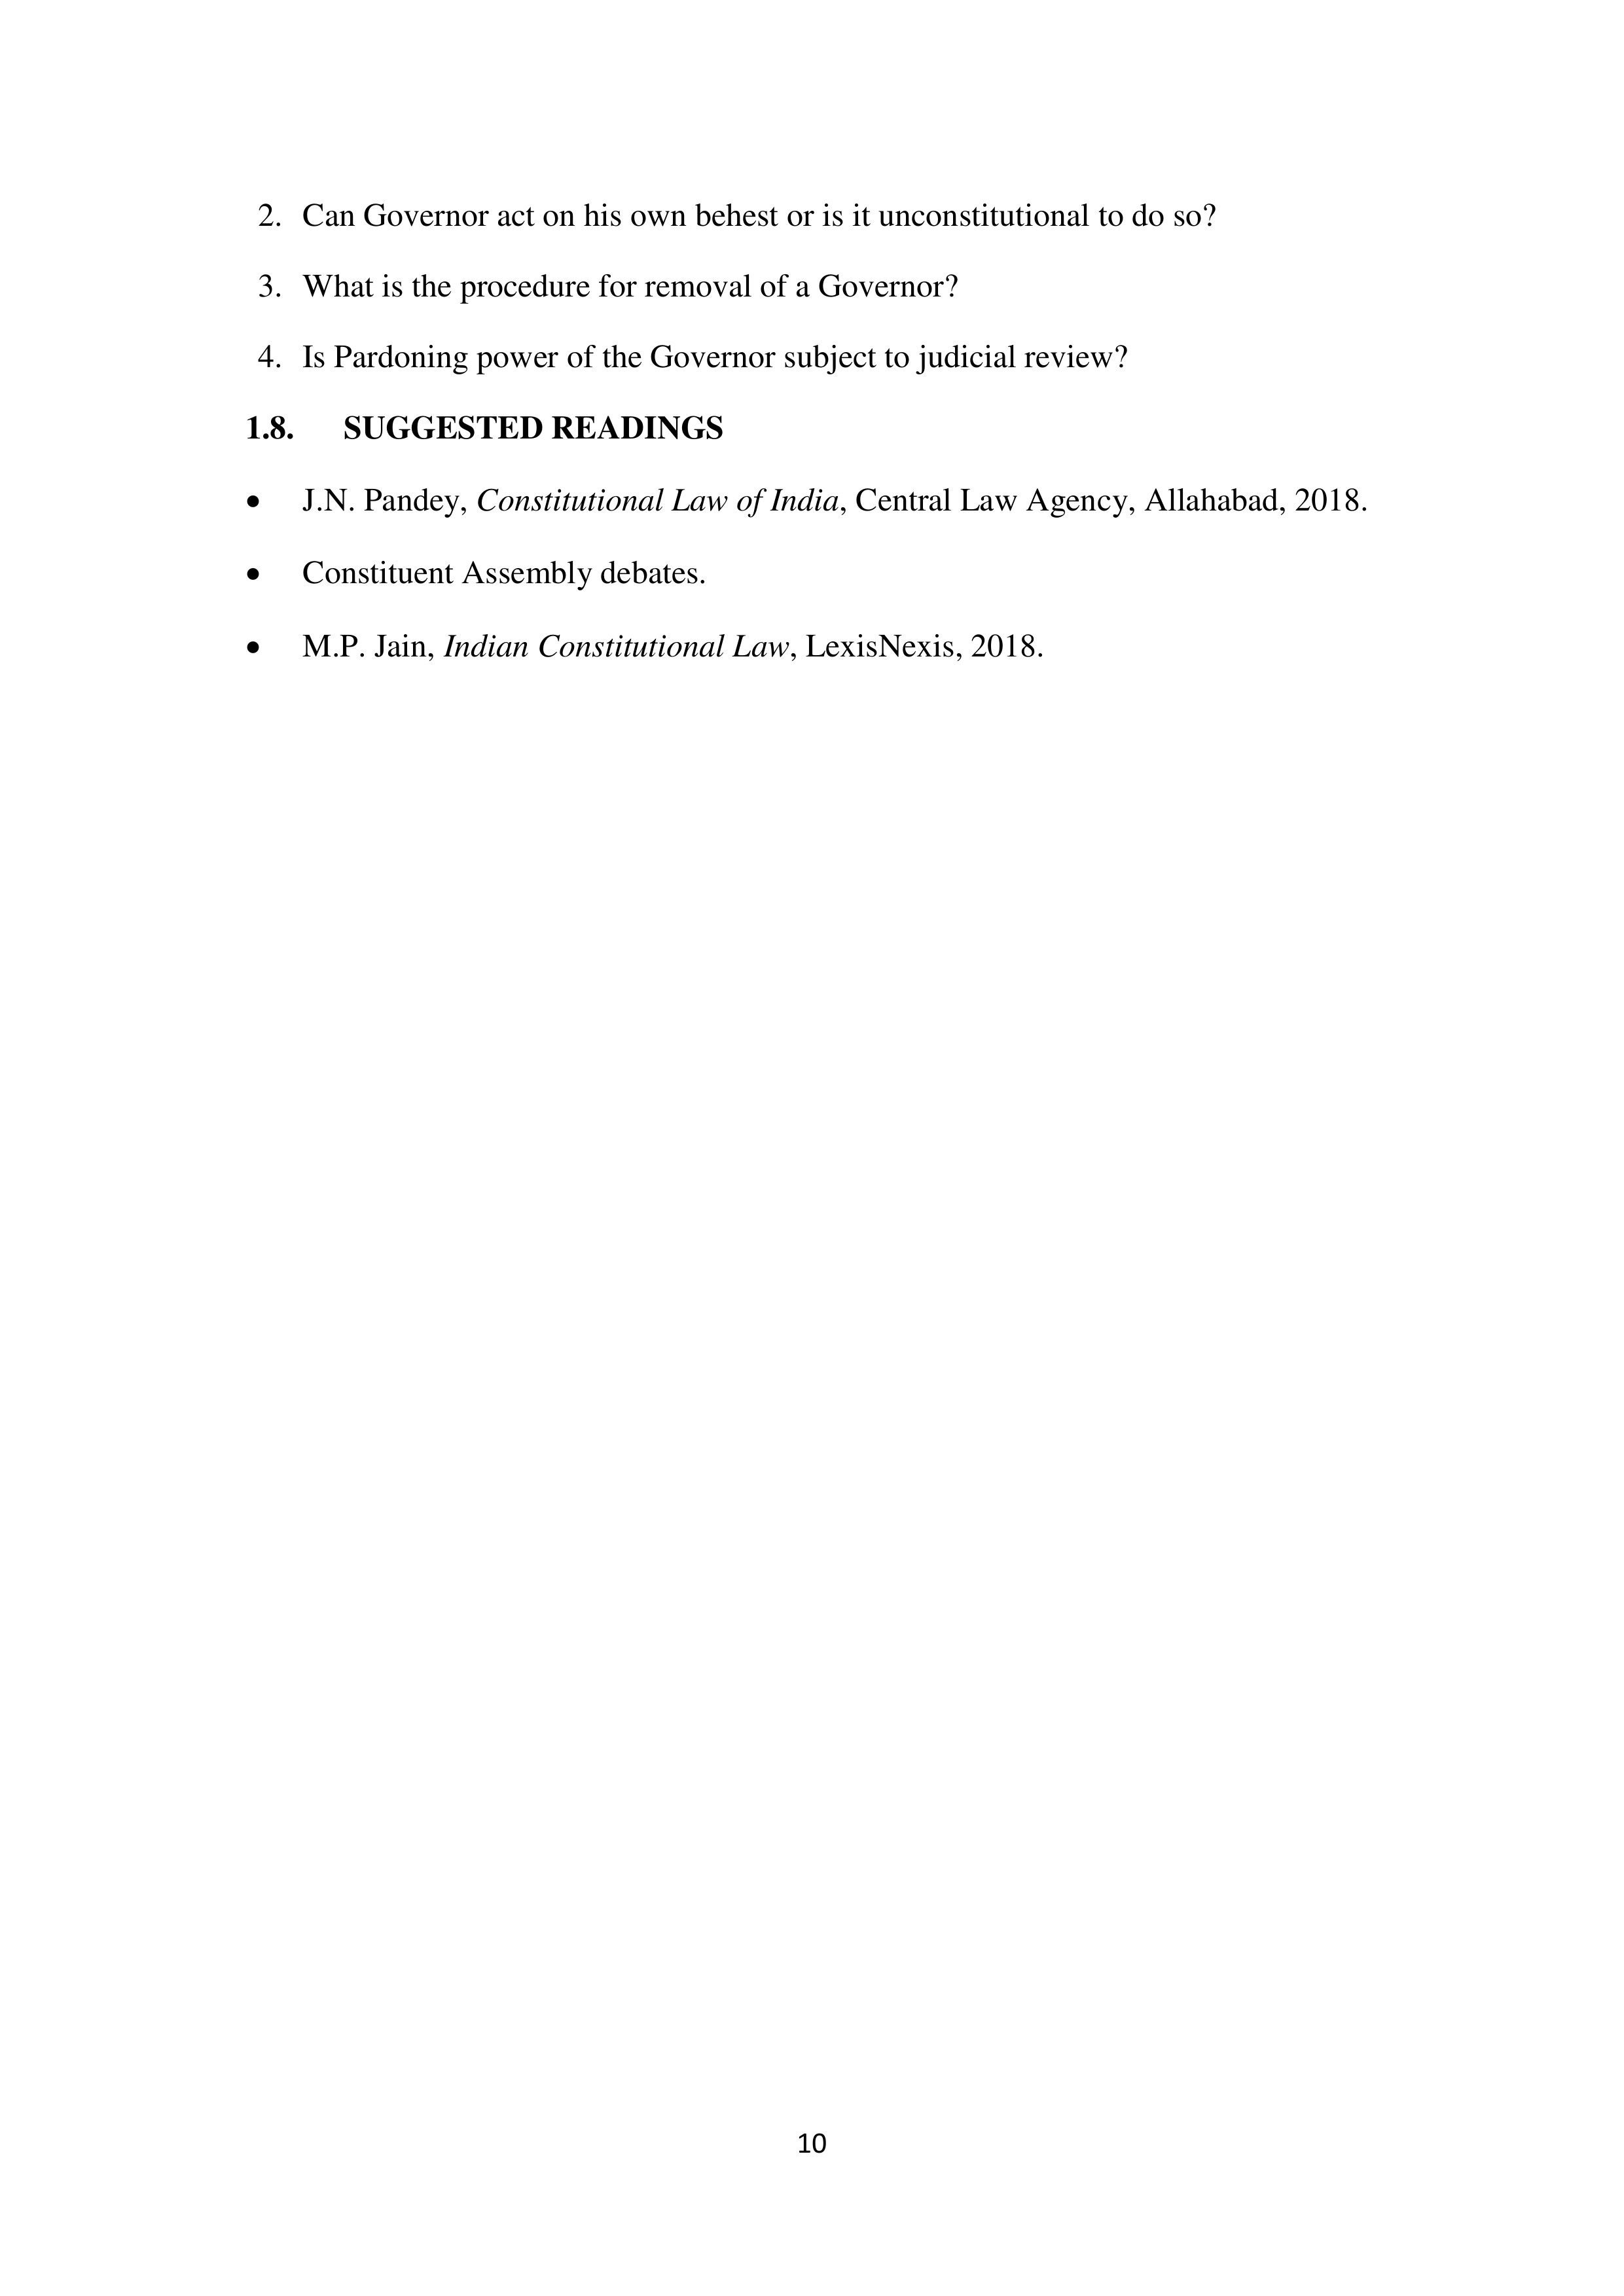 2. Can Governor act on his own behest or is it unconstitutional to do so?
3. What is the procedure for removal of a Governor?
4. Is Pardoning power of the Governor subject to judicial review?
1.8. SUGGESTED READINGS
• J.N. Pandey, Constitutional Law of India, Central Law Agency, Allahabad, 2018.
• Constituent Assembly debates.
• M.P. Jain, Indian Constitutional Law, LexisNexis, 2018.
10